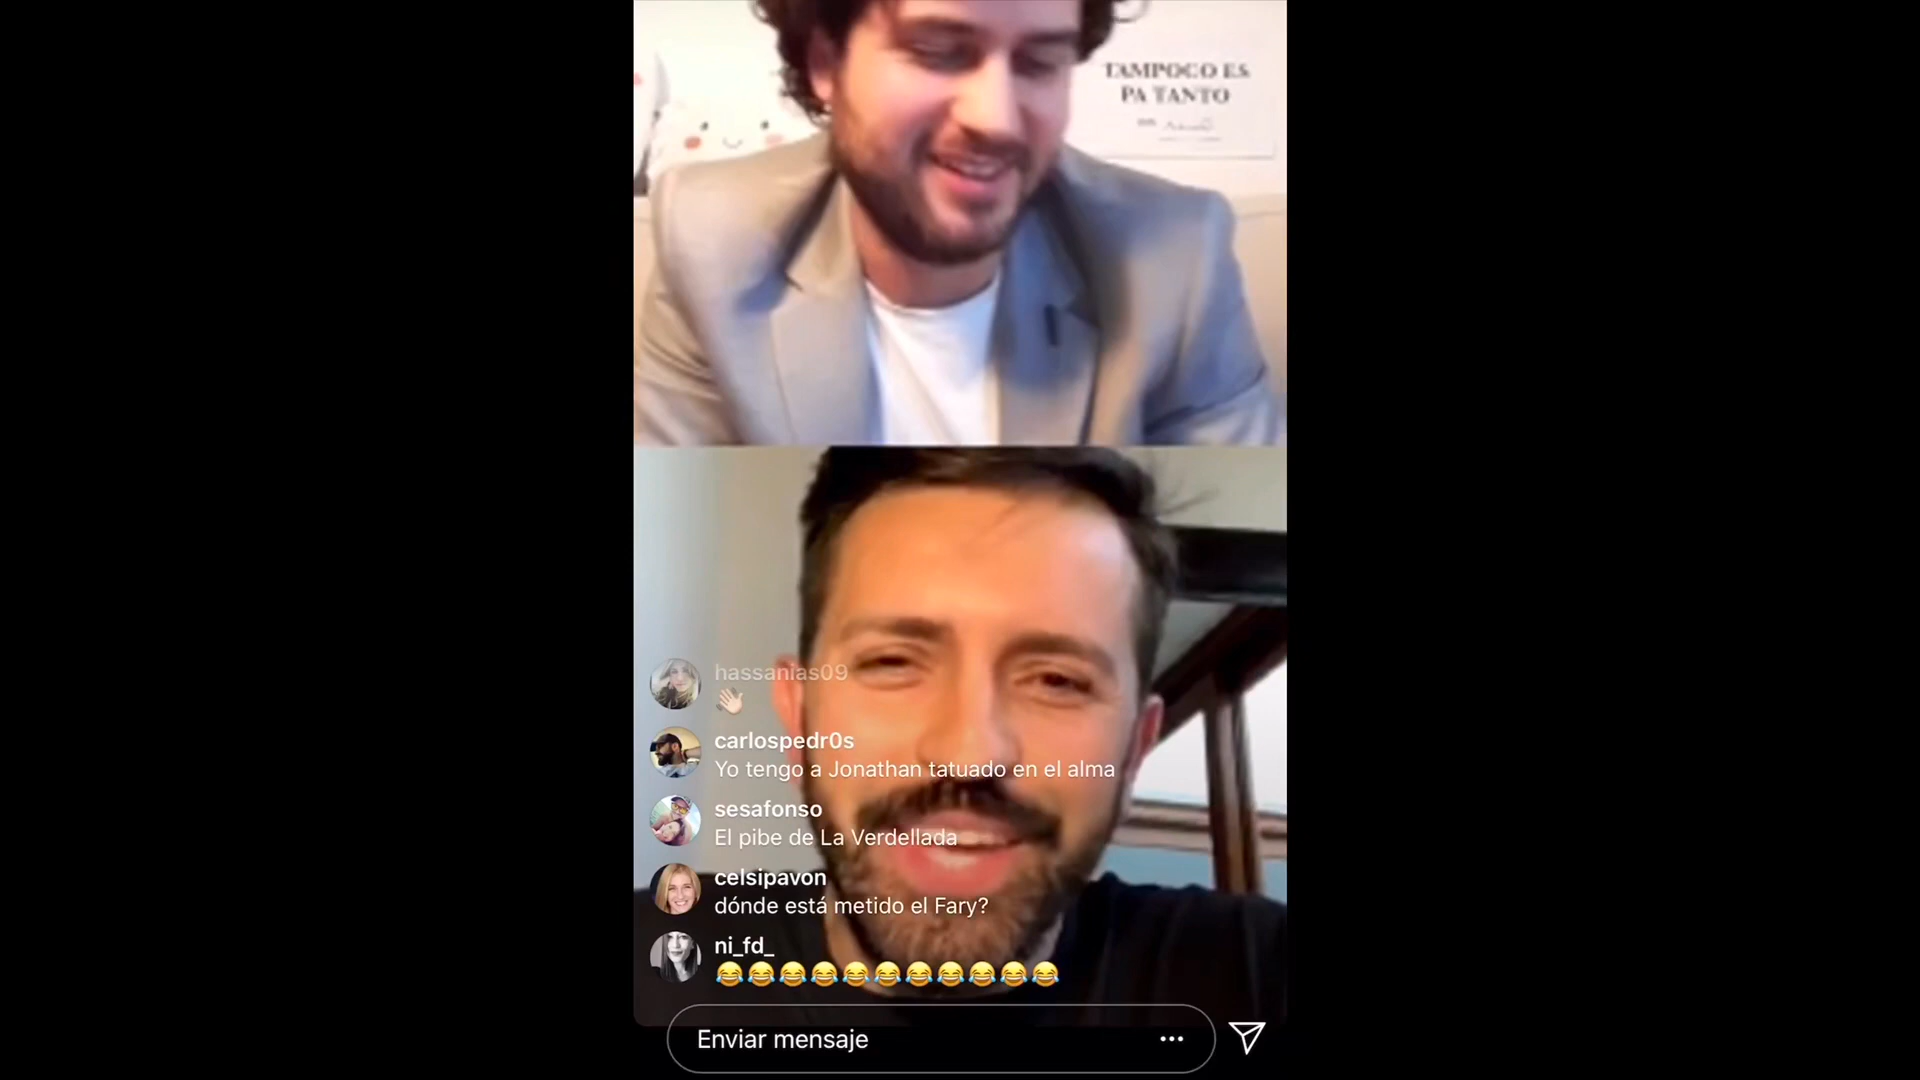 TAMPOCO ES
PA TANTO
hassanias09
👋🏻
carlospedr0s
Yo tengo a Jonathan tatuado en el alma
sesafonso
El pibe de La Verdellada
celsipavon
dónde está metido el Fary?
ni_fd_
😂😂😂😂😂😂😂😂😂😂😂
Enviar mensaje